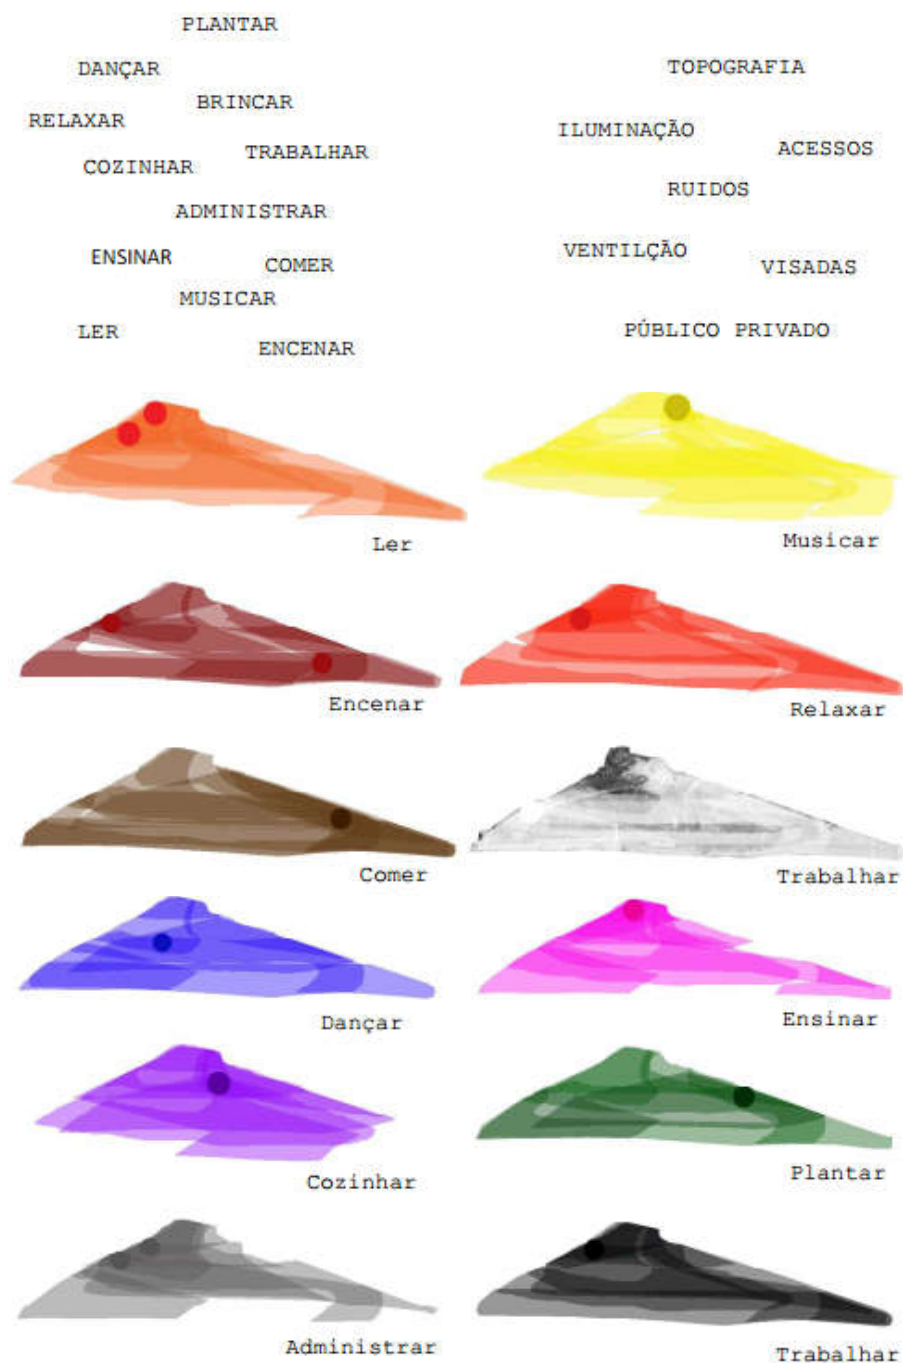 PLANTAR
DANÇAR
BRINCAR
RELAXAR
TRABALHAR
COZINHAR
ADMINISTRAR
ENSINAR
COMER
MUSICAR
LER
ENCENAR
TOPOGRAFIA
ILUMINAÇÃO
ACESSOS
RUIDOS
VENTILÇÃO
VISADAS
PÚBLICO PRIVADO
Ler
Musicar
Encenar
Relaxar
Comer
Trabalhar
Dançar
Ensinar
Cozinhar
Plantar
Administrar
Trabalhar